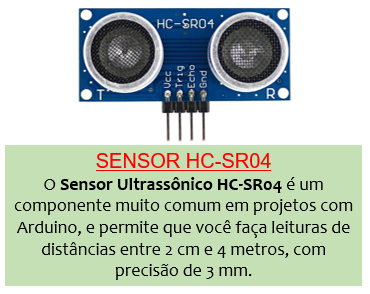 HC-SR04
Vcc
Trig
Echo
Gnd
T
R
SENSOR HC-SR04
O Sensor Ultrassônico HC-SR04 é um
componente muito comum em projetos com
Arduino, e permite que você faça leituras de
distâncias entre 2 cm e 4 metros, com
precisão de 3 mm.